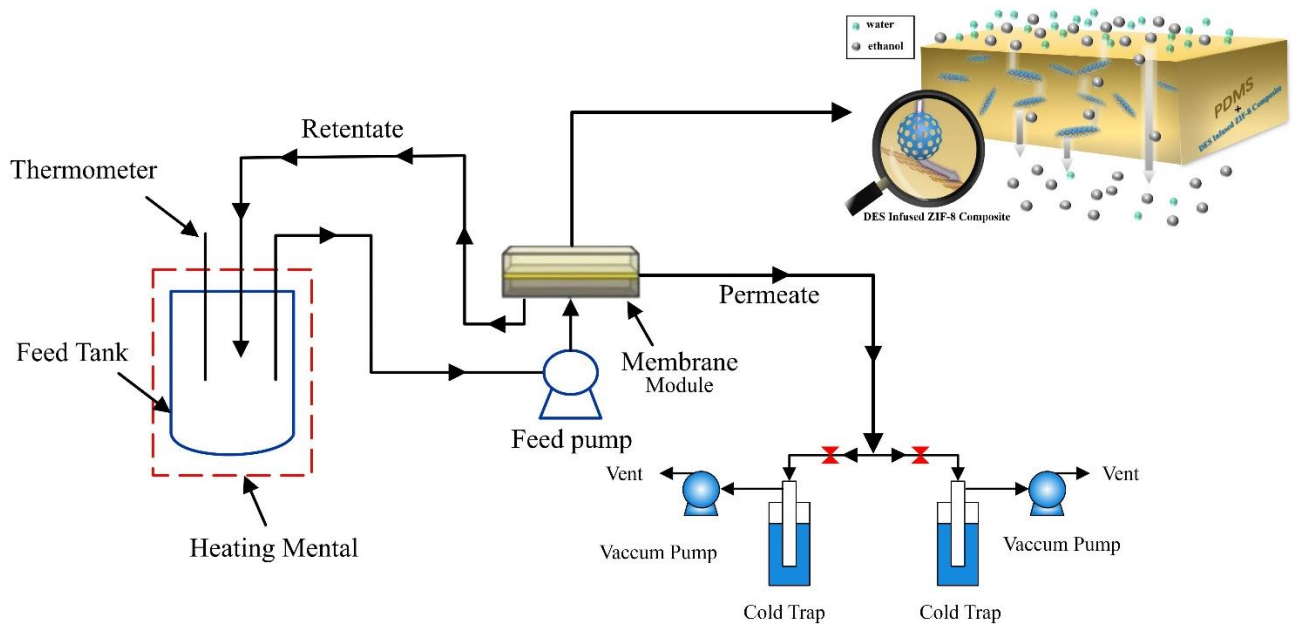 water
ethanol
PDMS
+
DES Infused ZIF-8 Composite
DES Infused ZIF-8 Composite
Retentate
Thermometer
Permeate
Feed Tank
Membrane
Module
Feed pump
Heating Mental
Vent
Vent
Vaccum Pump
Vaccum Pump
Cold Trap
Cold Trap